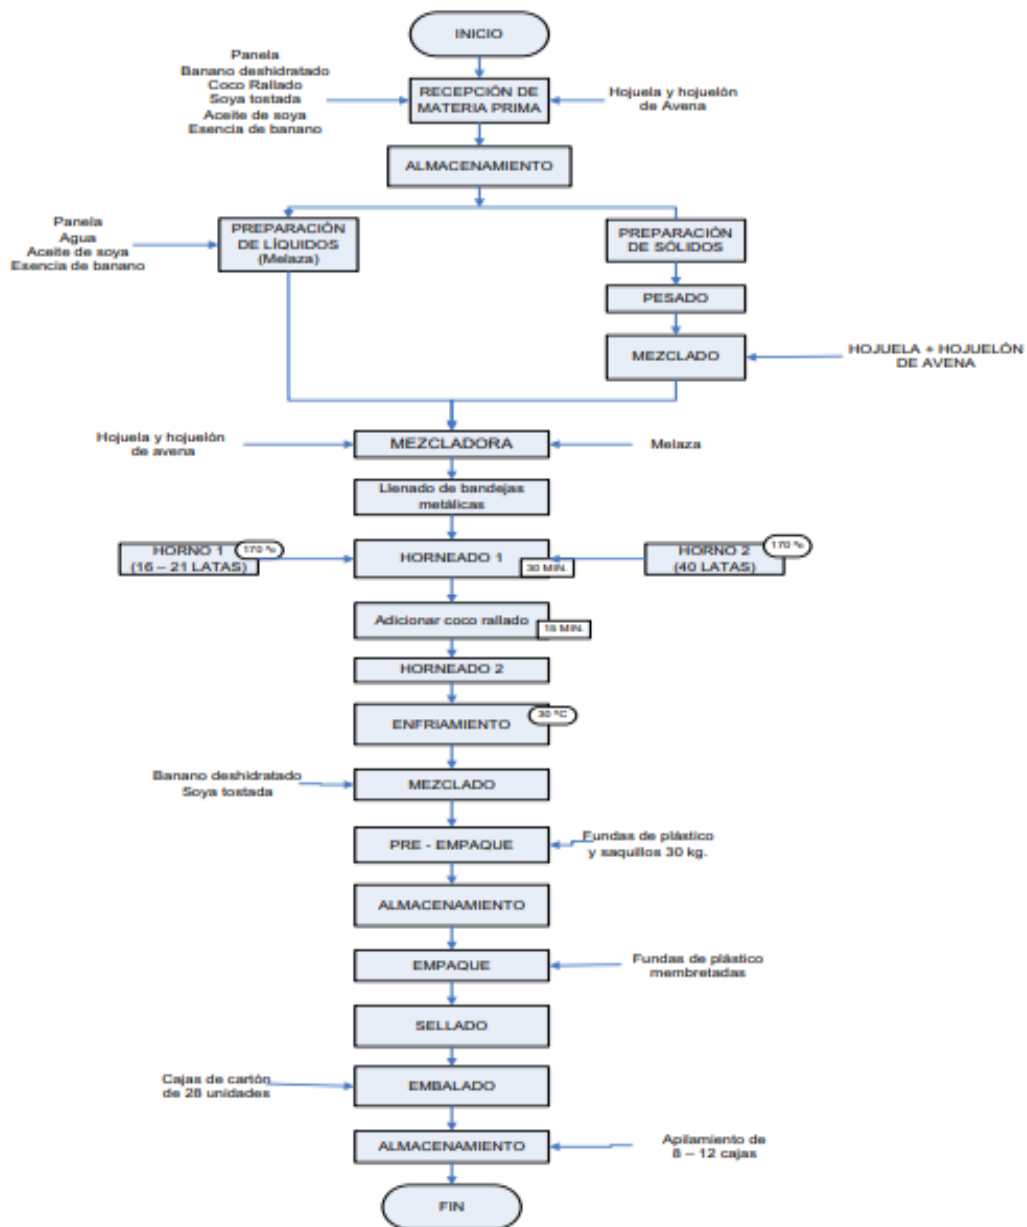 INICIO
Panela
Banano deshidratado
Coco Rallado
Soya tostada
Aceite de soya
Esencia de banano
RECEPCIÓN DE
MATERIA PRIMA
Hojuela y hojuelón
de Avena
ALMACENAMIENTO
Panela
Agua
Aceite de soya
Esencia de banano
PREPARACIÓN
DE LÍQUIDOS
(Melaza)
PREPARACIÓN
DE SÓLIDOS
PESADO
MEZCLADO
HOJUELA + HOJUELÓN
DE AVENA
Hojuela y hojuelón
de avena
MEZCLADORA
Melaza
Llenado de bandejas
metálicas
HORNO 1
(16 – 21 LATAS)
170 º
HORNEADO 1
30 MIN.
HORNO 2
(40 LATAS)
170 º
Adicionar coco rallado
MIN.
HORNEADO 2
ENFRIAMIENTO
30 ºC
Banano deshidratado
Soya tostada
MEZCLADO
PRE - EMPAQUE
Fundas de plástico
y saquillos 30 kg.
ALMACENAMIENTO
EMPAQUE
Fundas de plástico
membretadas
SELLADO
Cajas de cartón
de 28 unidades
EMBALADO
ALMACENAMIENTO
Apilamiento de
8 – 12 cajas
FIN